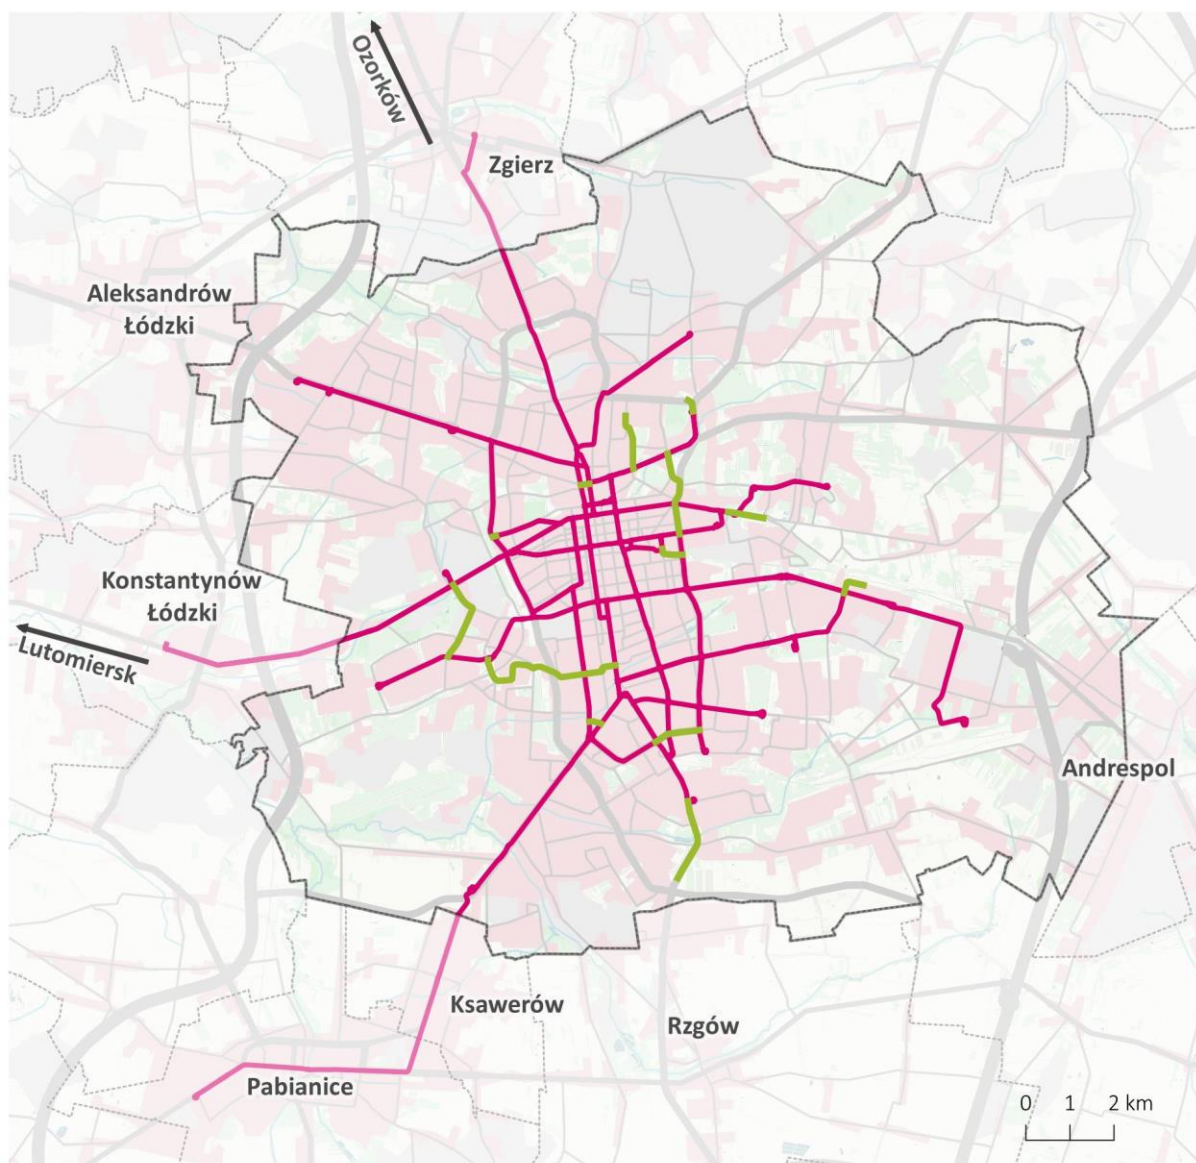 Ozorków
Zgierz
Aleksandrów
Łódzki
Konstantynów
Łódzki
Lutomiersk
Andrespol
Ksawerów
Rzgów
Pabianice
0 1 2 km